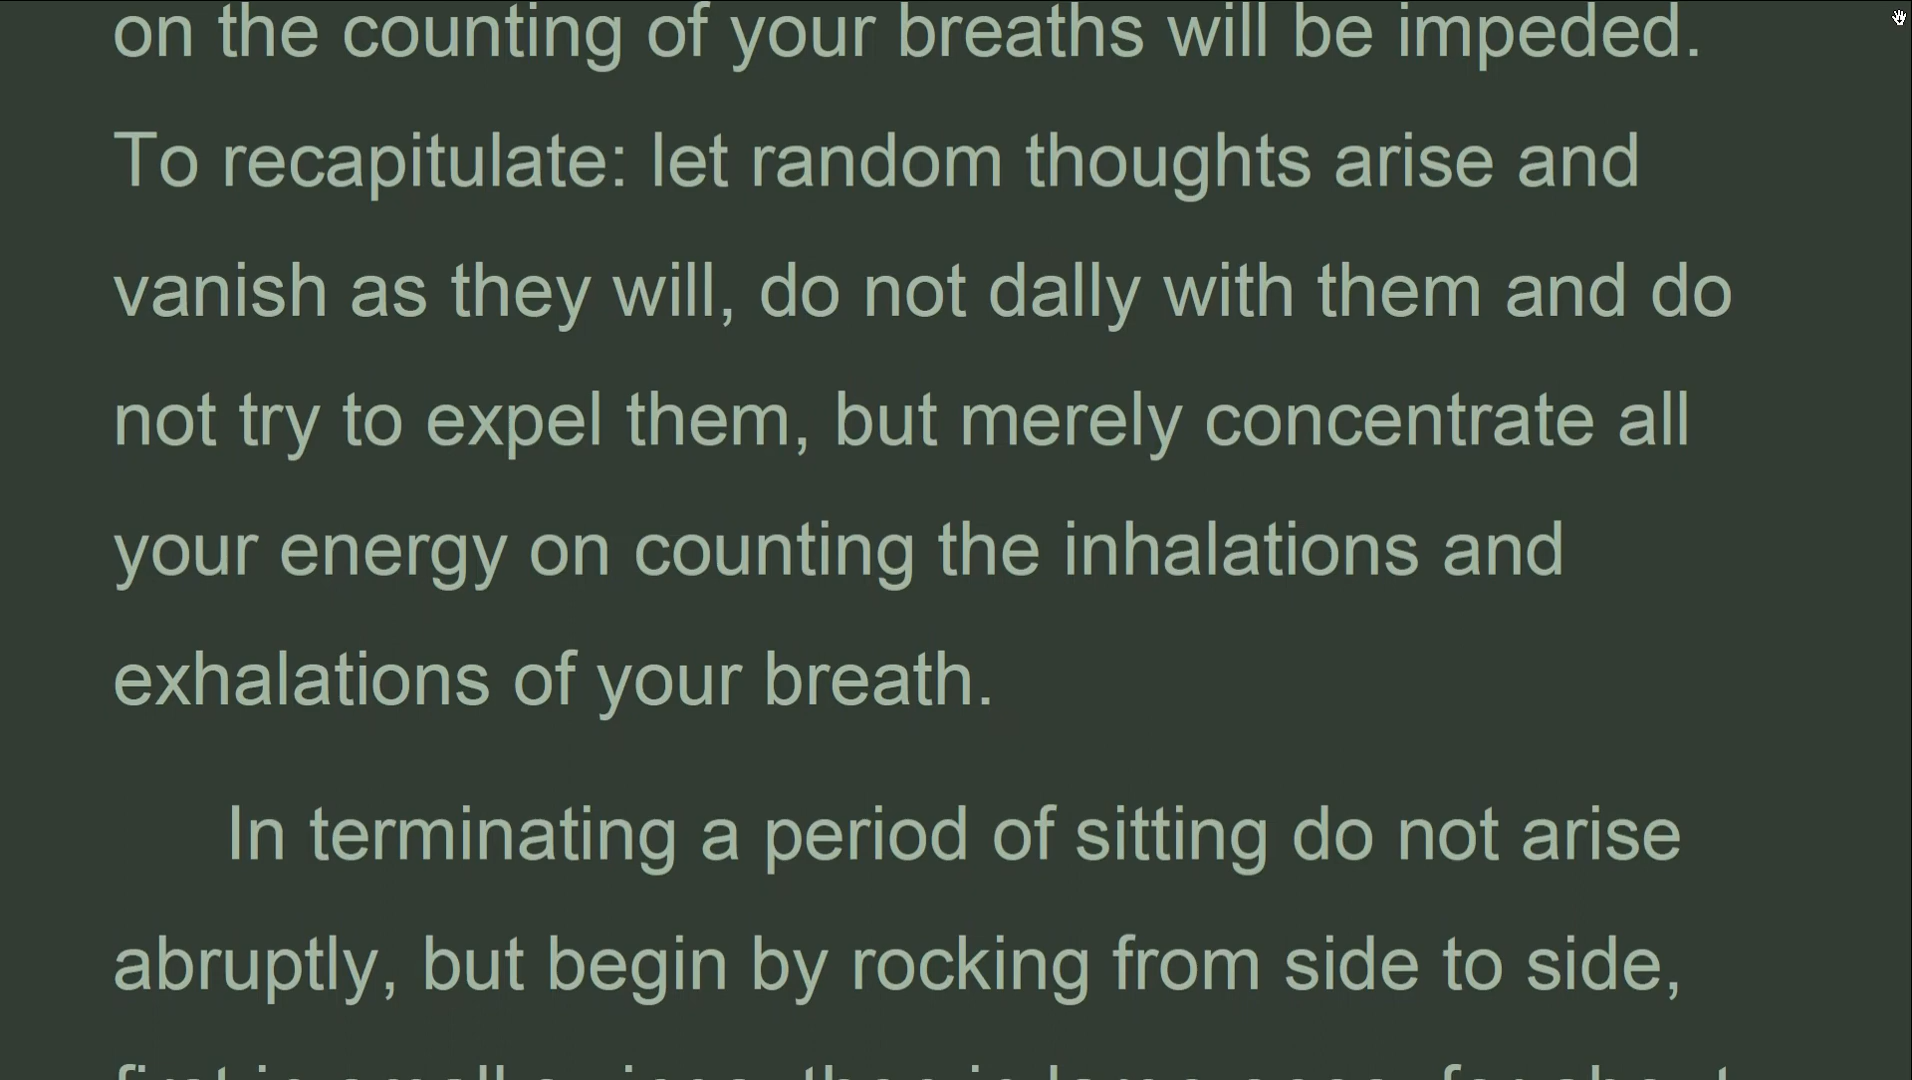 on the counting of your breaths will be impeded.
To recapitulate: let random thoughts arise and
vanish as they will, do not dally with them and do
not try to expel them, but merely concentrate all
your energy on counting the inhalations and
exhalations of your breath.
In terminating a period of sitting do not arise
abruptly, but begin by rocking from side to side,
first in small